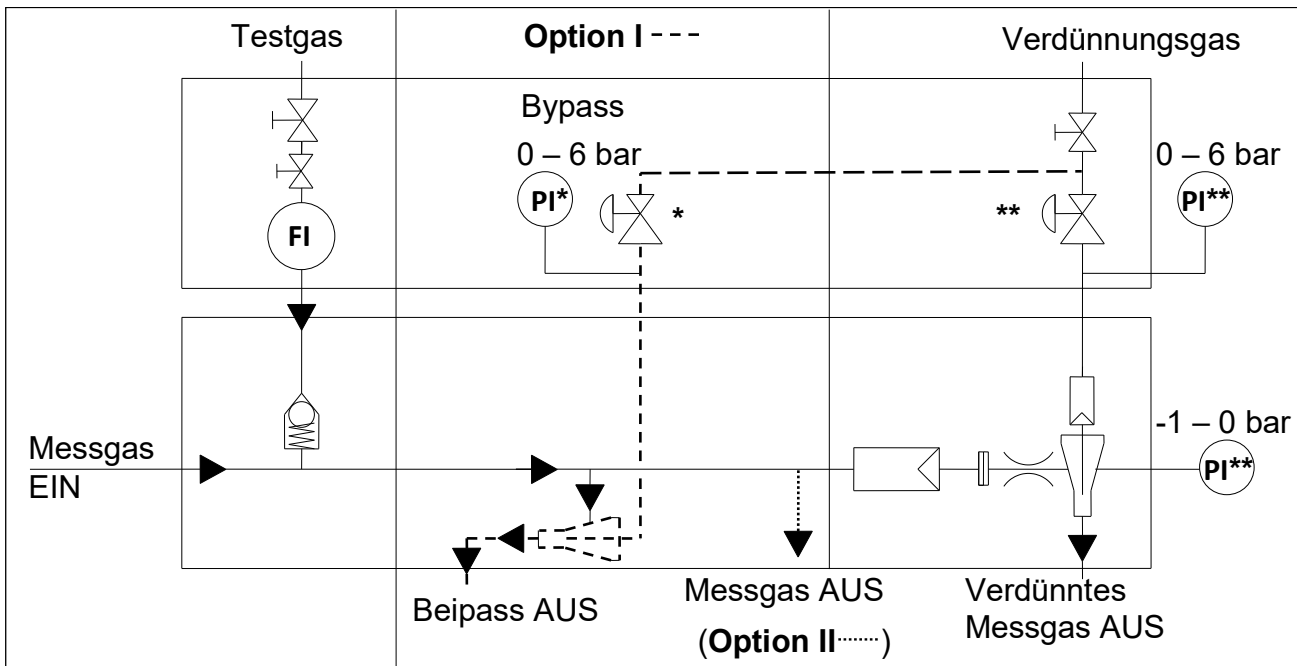 Testgas
Option I ---
Verdünnungsgas
Bypass
0 – 6 bar
0 – 6 bar
PI*
*
**
PI**
FI
Messgas
EIN
-1 – 0 bar
PI**
Beipass AUS
Messgas AUS
(Option II........)
Verdünntes
Messgas AUS